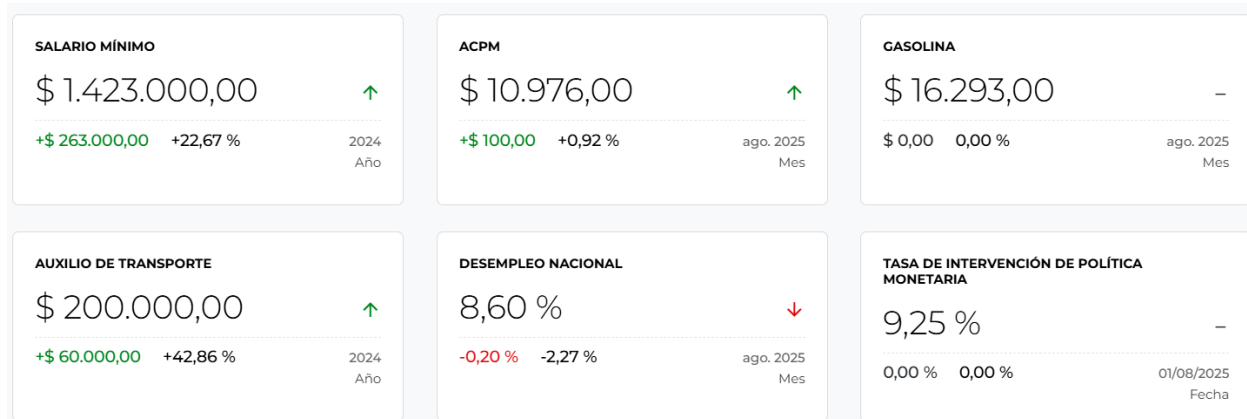 SALARIO MÍNIMO
$ 1.423.000,00
+$ 263.000,00 +22,67 % 2024
Año
ACPM
$ 10.976,00
+$ 100,00 +0,92 % ago. 2025
Mes
GASOLINA
$ 16.293,00
$ 0,00 0,00 % ago. 2025
Mes
AUXILIO DE TRANSPORTE
$ 200.000,00
+$ 60.000,00 +42,86 % 2024
Año
DESEMPLEO NACIONAL
8,60 %
-0,20 % -2,27 % ago. 2025
Mes
TASA DE INTERVENCIÓN DE POLÍTICA
MONETARIA
9,25 %
0,00 % 0,00 % 01/08/2025
Fecha